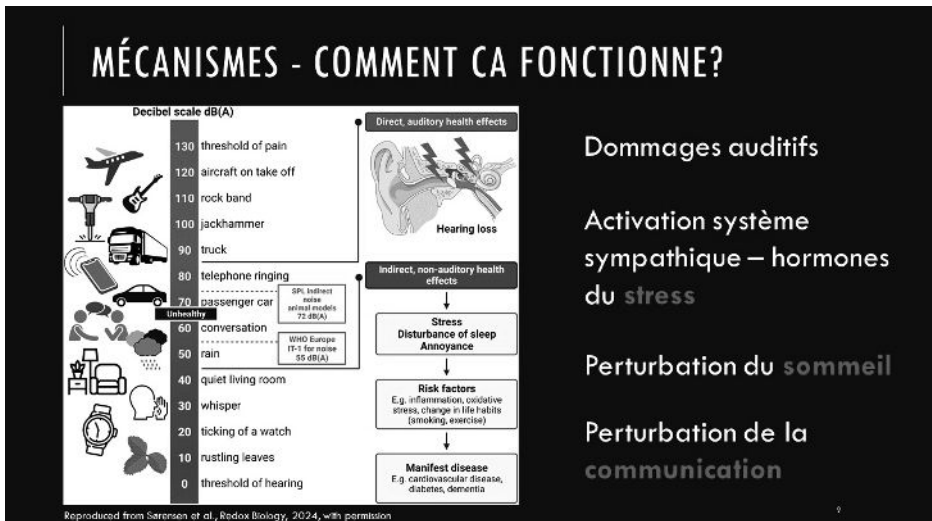 MÉCANISMES - COMMENT CA FONCTIONNE?
Decibel scale dB(A)
130 threshold of pain
120 aircraft on take off
110 rock band
100 jackhammer
90 truck
80 telephone ringing
70 passenger car
Unhealthy
60 conversation
50 rain
40 quiet living room
30 whisper
20 ticking of a watch
10 rustling leaves
0 threshold of hearing
SPL indirect
noise
animal models
72 dB(A)
WHO Europe
IT-1 for noise
55 dB(A)
Direct, auditory health effects
Hearing loss
Indirect, non-auditory health
effects
Stress
Disturbance of sleep
Annoyance
Risk factors
E.g. inflammation, oxidative
stress, change in life habits
(smoking, exercise)
Manifest disease
E.g. cardiovascular disease,
diabetes, dementia
Dommages auditifs
Activation système
sympathique – hormones
du stress
Perturbation du sommeil
Perturbation de la
communication
Reproduced from Sørensen et al., Redox Biology, 2024, with permission
9